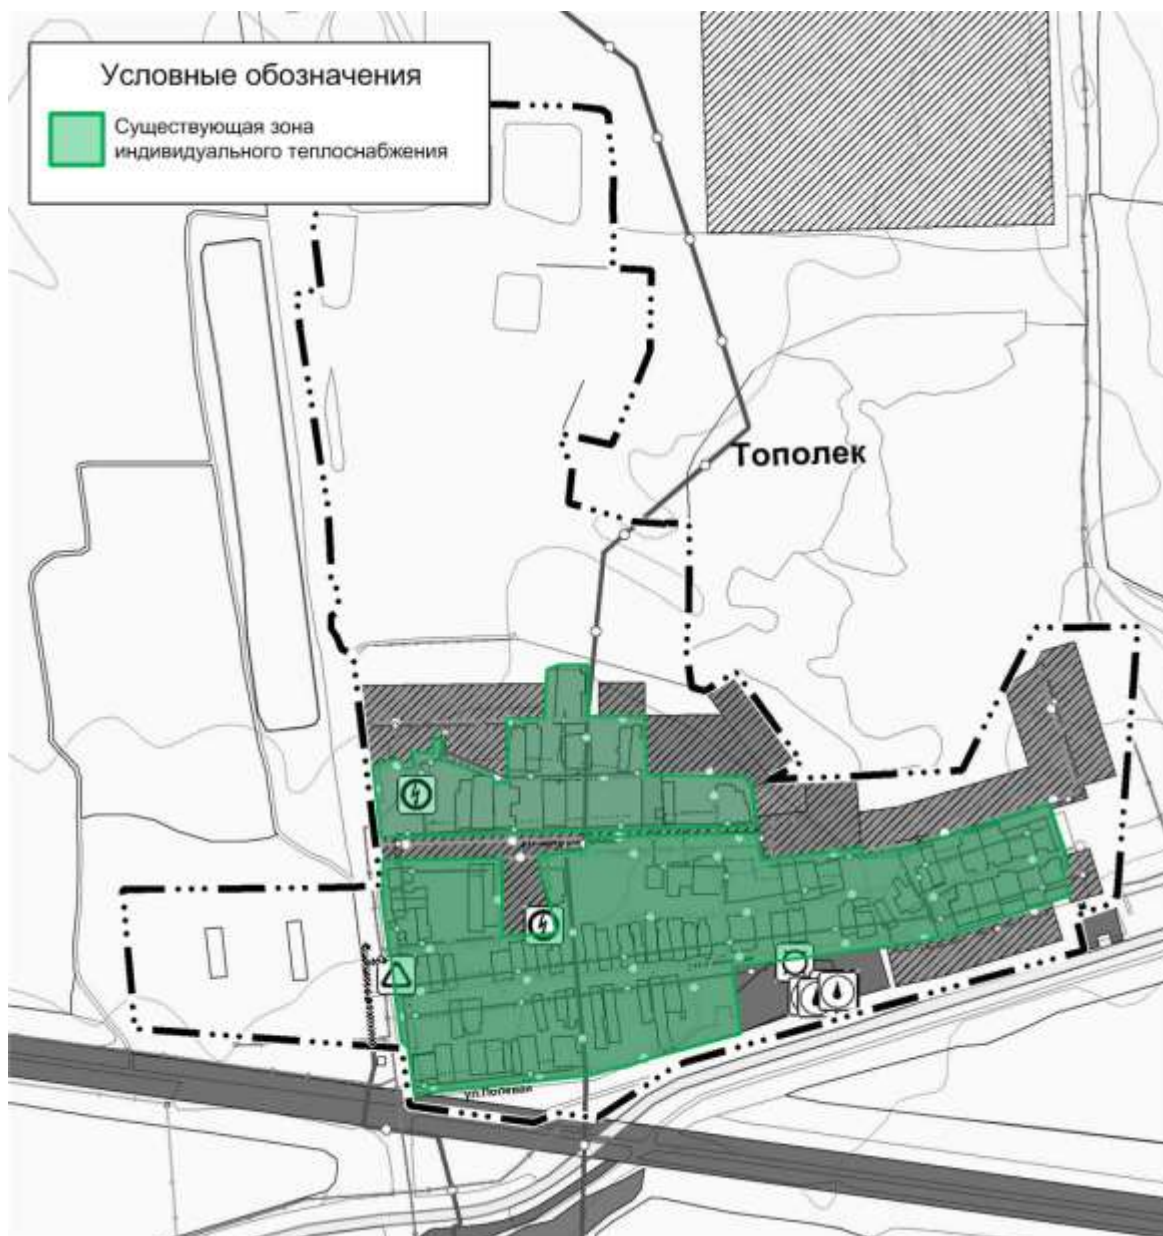 Условные обозначения
Существующая зона
индивидуального теплоснабжения
Тополек
ул.Полевая